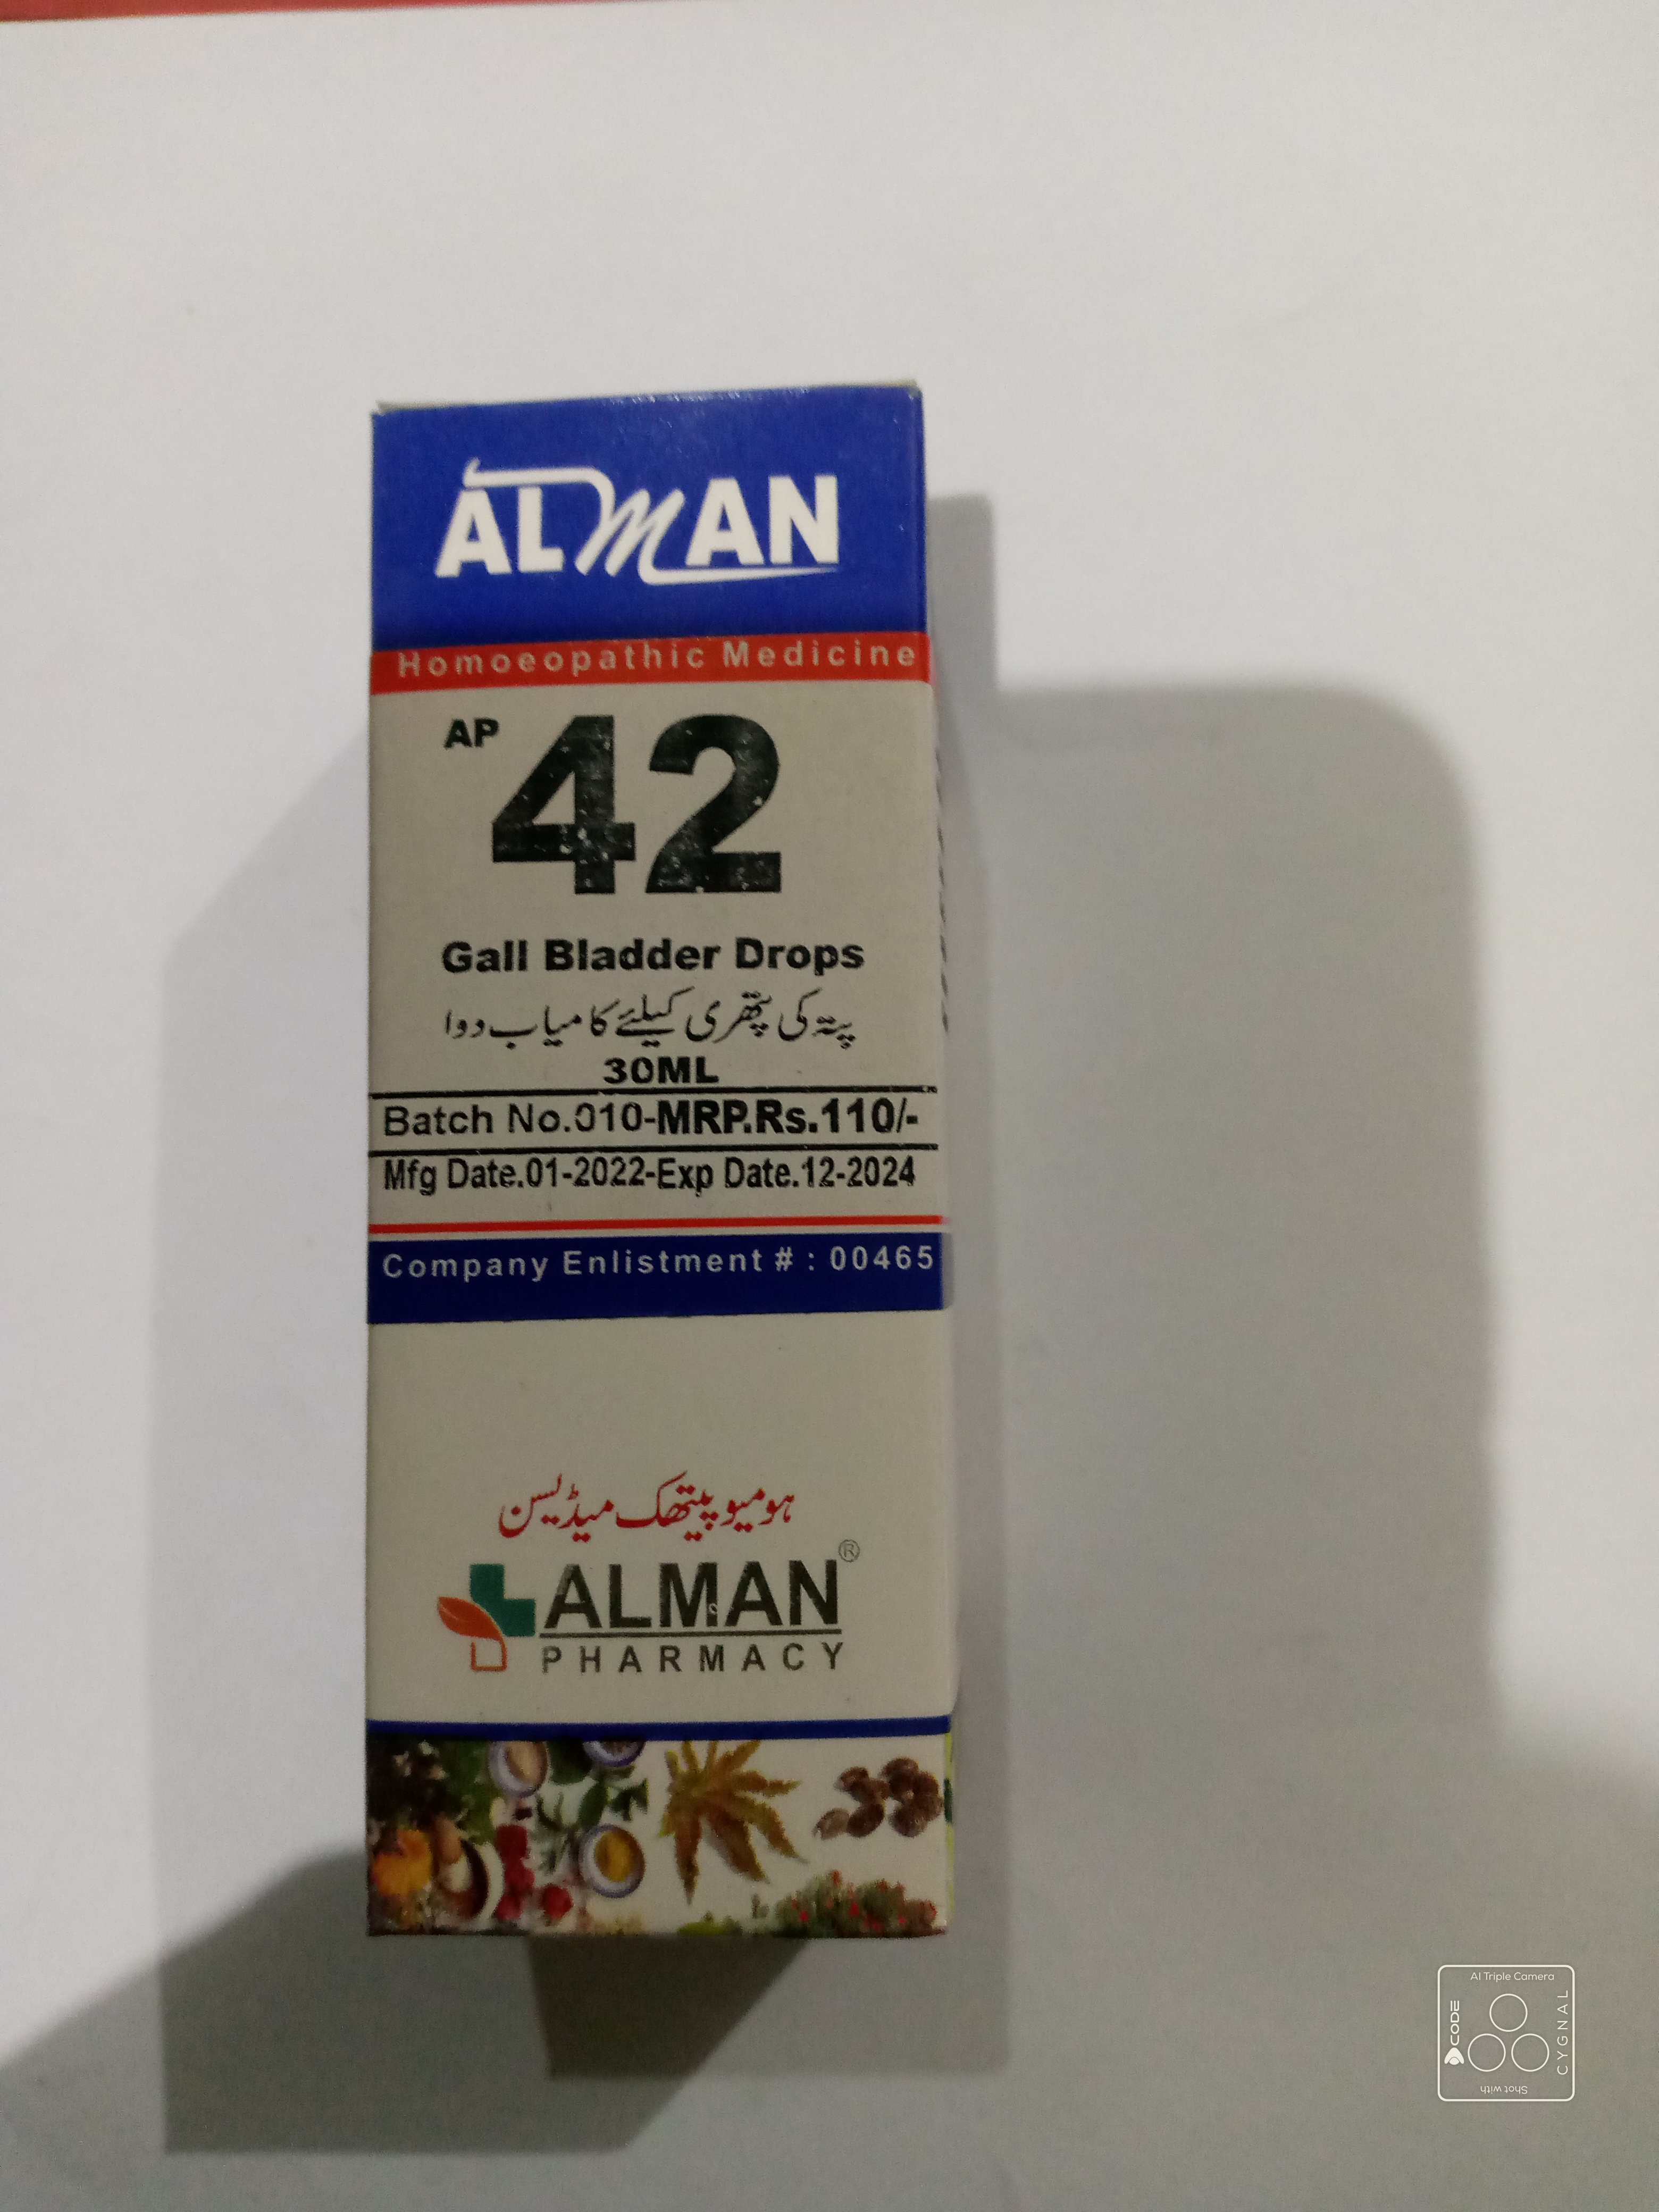 ALMAN
Homoeopathic Medicine
AP 42
Gall Bladder Drops
پتہ کی پتھری کیلئے کامیاب دوا
30ML
Batch No.010-MRP.Rs.110/-
Mfg Date.01-2022-Exp Date.12-2024
Company Enlistment # : 00465
ہومیوپیتھک میڈیسن
ALMAN®
PHARMACY
AI Triple Camera
CODE
CYGNAL
Shot with